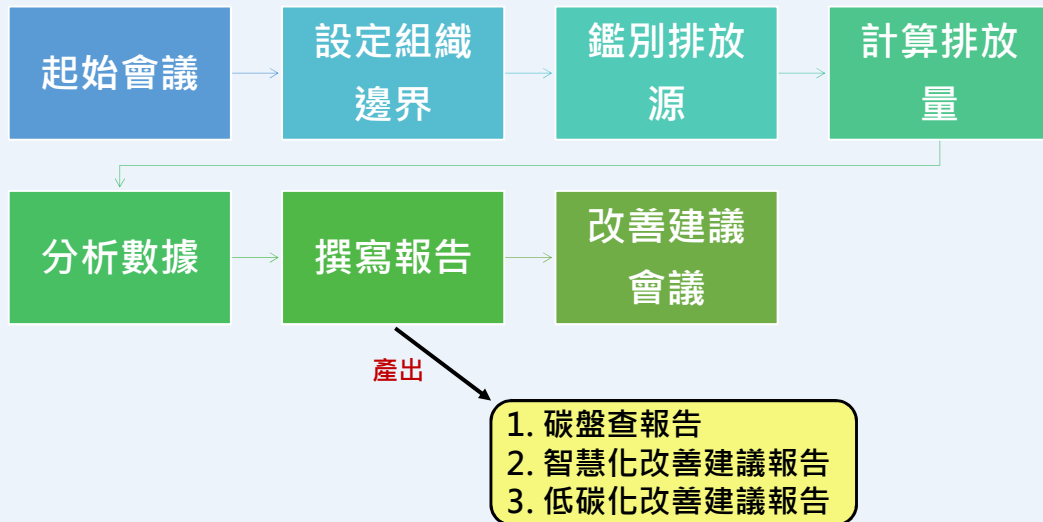 起始會議
設定組織
邊界
鑑別排放
源
計算排放
量
分析數據
撰寫報告
改善建議
會議
產出
1. 碳盤查報告
2. 智慧化改善建議報告
3. 低碳化改善建議報告